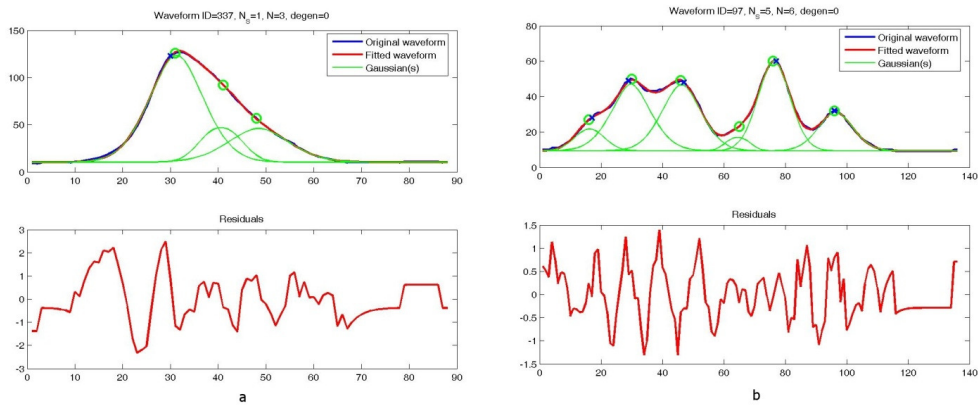 Waveform ID=337, N_S=1, N=3, degen=0
150
100
50
0
0 10 20 30 40 50 60 70 80 90
Original waveform
Fitted waveform
Gaussian(s)
Residuals
3
2
1
0
-1
-2
-3
0 10 20 30 40 50 60 70 80 90
a
Waveform ID=97, N_S=5, N=6, degen=0
80
60
40
20
0
0 20 40 60 80 100 120 140
Original waveform
Fitted waveform
Gaussian(s)
Residuals
1.5
1
0.5
0
-0.5
-1
-1.5
0 20 40 60 80 100 120 140
b